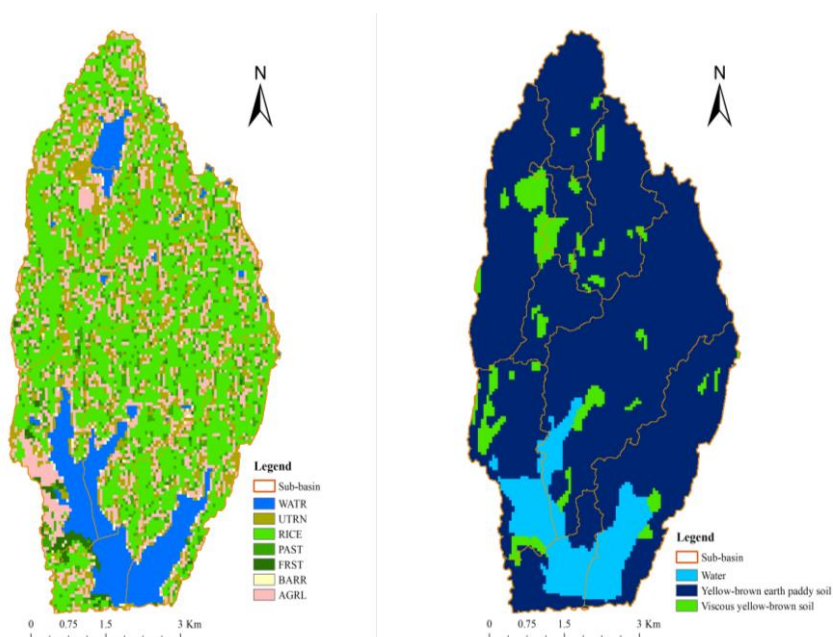 N
Legend
Sub-basin
WATR
UTRN
RICE
PAST
FRST
BARR
AGRL
0 0.75 1.5 3 Km
N
Legend
Sub-basin
Water
Yellow-brown earth paddy soil
Viscous yellow-brown soil
0 0.75 1.5 3 Km